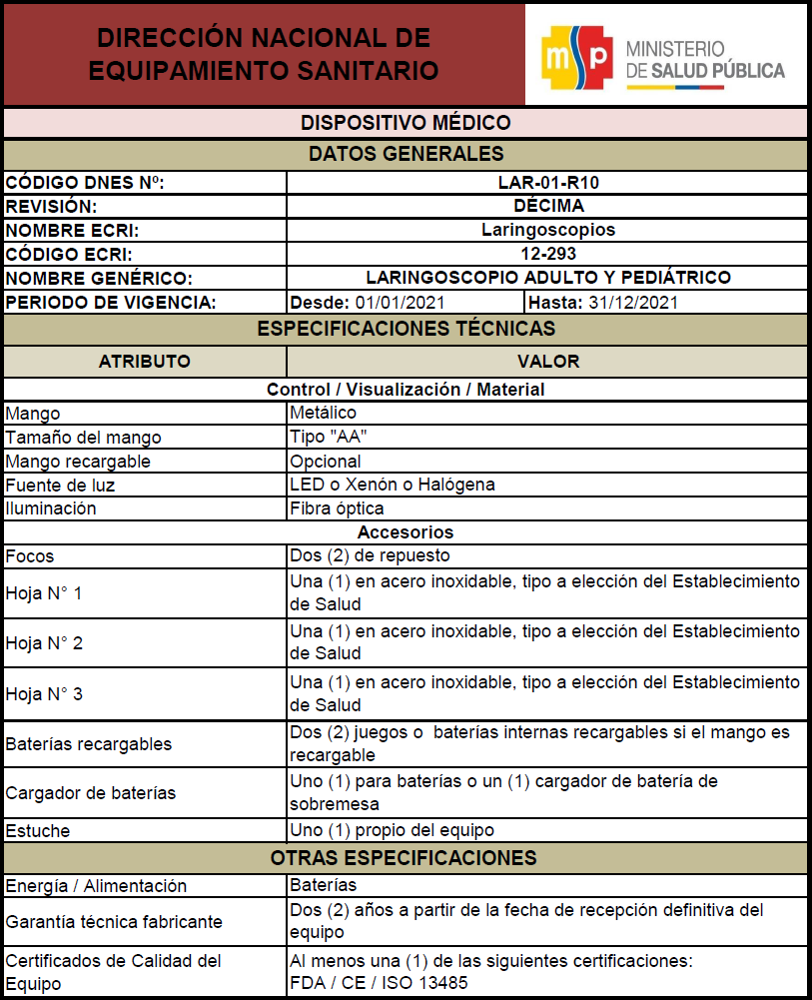 DIRECCIÓN NACIONAL DE
EQUIPAMIENTO SANITARIO
msp
MINISTERIO
DE SALUD PÚBLICA
DISPOSITIVO MÉDICO
DATOS GENERALES
CÓDIGO DNES Nº: LAR-01-R10
REVISIÓN: DÉCIMA
NOMBRE ECRI: Laringoscopios
CÓDIGO ECRI: 12-293
NOMBRE GENÉRICO: LARINGOSCOPIO ADULTO Y PEDIÁTRICO
PERIODO DE VIGENCIA: Desde: 01/01/2021 Hasta: 31/12/2021
ESPECIFICACIONES TÉCNICAS
ATRIBUTO VALOR
Control / Visualización / Material
Mango Metálico
Tamaño del mango Tipo "AA"
Mango recargable Opcional
Fuente de luz LED o Xenón o Halógena
Iluminación Fibra óptica
Accesorios
Focos Dos (2) de repuesto
Hoja N° 1 Una (1) en acero inoxidable, tipo a elección del Establecimiento
de Salud
Hoja N° 2 Una (1) en acero inoxidable, tipo a elección del Establecimiento
de Salud
Hoja N° 3 Una (1) en acero inoxidable, tipo a elección del Establecimiento
de Salud
Baterías recargables Dos (2) juegos o baterías internas recargables si el mango es
recargable
Cargador de baterías Uno (1) para baterías o un (1) cargador de batería de
sobremesa
Estuche Uno (1) propio del equipo
OTRAS ESPECIFICACIONES
Energía / Alimentación Baterías
Garantía técnica fabricante Dos (2) años a partir de la fecha de recepción definitiva del
equipo
Certificados de Calidad del Al menos una (1) de las siguientes certificaciones:
Equipo FDA / CE / ISO 13485